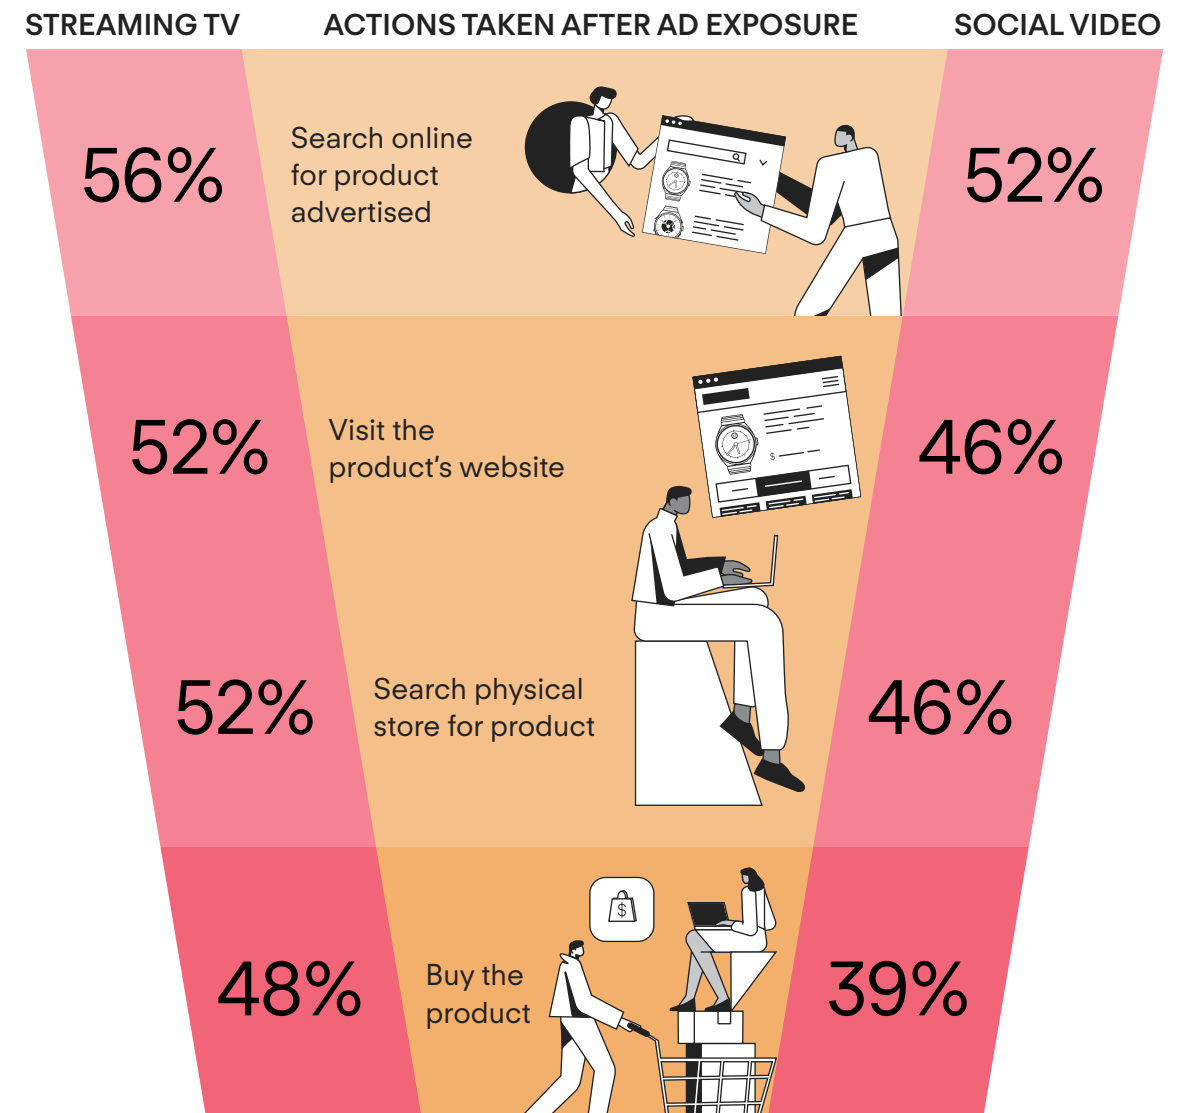 STREAMING TV
ACTIONS TAKEN AFTER AD EXPOSURE
SOCIAL VIDEO
56%
Search online
for product
advertised
52%
52%
Visit the
product’s website
$
46%
52%
Search physical
store for product
46%
$
48%
Buy the
product
39%